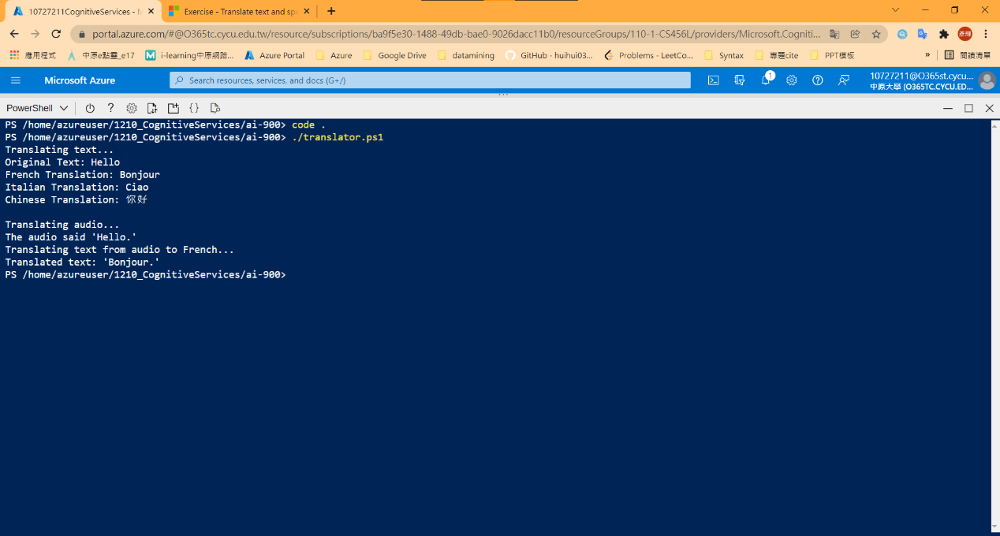 10727211CognitiveServices - M
Exercise - Translate text and spe
portal.azure.com/#@O365tc.cycu.edu.tw/resource/subscriptions/ba9f5e30-1488-49db-bae0-9026dacc11b0/resourceGroups/110-1-CS456L/providers/Microsoft.Cogniti...
應用程式 中原e點靈_e17 i-learning中原網路... Azure Portal Azure Google Drive datamining GitHub - huihui03... Problems - LeetCo... Syntax 專題cite PPT模板 » 閱讀清單
Microsoft Azure Search resources, services, and docs (G+/) 1 10727211@O365st.cycu...
中原大學 (O365TC.CYCU.ED...
PowerShell
PS /home/azureuser/1210_CognitiveServices/ai-900> code .
PS /home/azureuser/1210_CognitiveServices/ai-900> ./translator.ps1
Translating text...
Original Text: Hello
French Translation: Bonjour
Italian Translation: Ciao
Chinese Translation: 你好
Translating audio...
The audio said 'Hello.'
Translating text from audio to French...
Translated text: 'Bonjour.'
PS /home/azureuser/1210_CognitiveServices/ai-900>